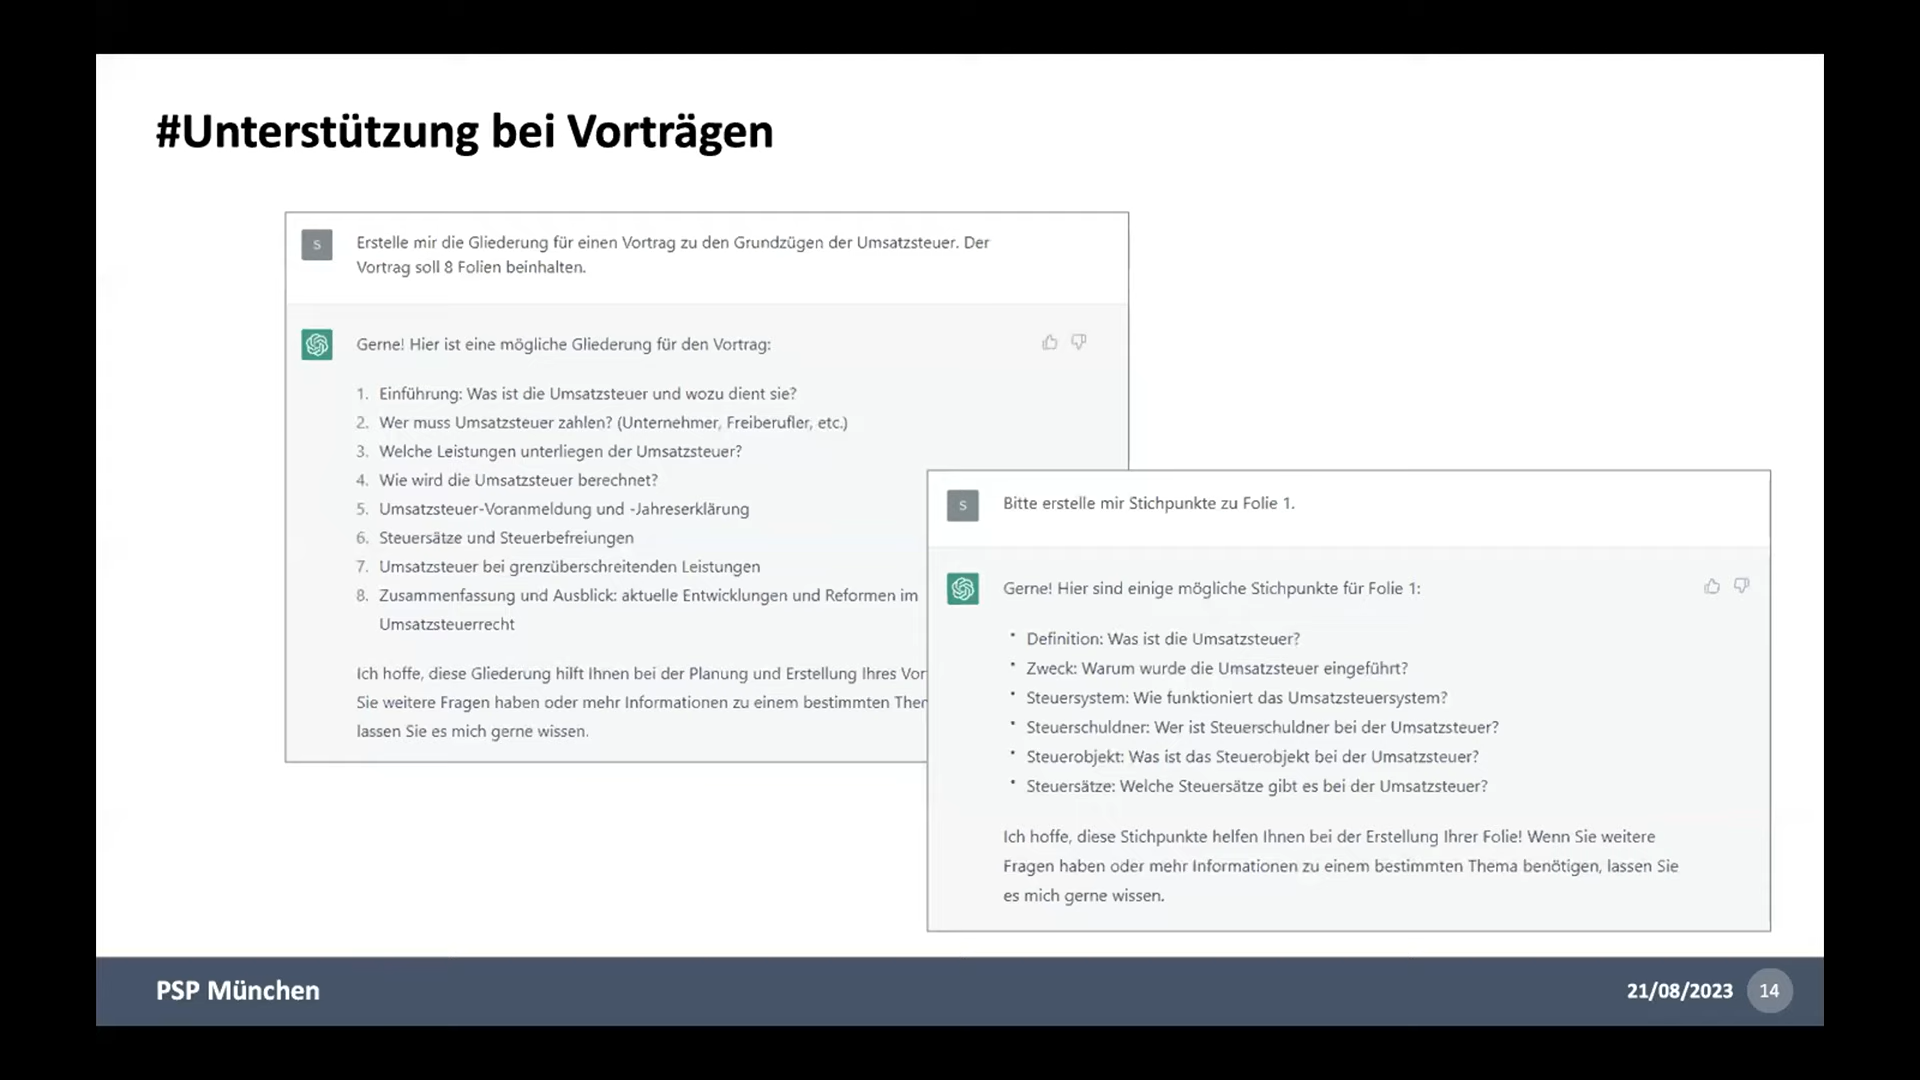 #Unterstützung bei Vorträgen
S
Erstelle mir die Gliederung für einen Vortrag zu den Grundzügen der Umsatzsteuer. Der
Vortrag soll 8 Folien beinhalten.
Gerne! Hier ist eine mögliche Gliederung für den Vortrag:
1. Einführung: Was ist die Umsatzsteuer und wozu dient sie?
2. Wer muss Umsatzsteuer zahlen? (Unternehmer, Freiberufler, etc.)
3. Welche Leistungen unterliegen der Umsatzsteuer?
4. Wie wird die Umsatzsteuer berechnet?
5. Umsatzsteuer-Voranmeldung und -Jahreserklärung
6. Steuersätze und Steuerbefreiungen
7. Umsatzsteuer bei grenzüberschreitenden Leistungen
8. Zusammenfassung und Ausblick: aktuelle Entwicklungen und Reformen im
Umsatzsteuerrecht
Ich hoffe, diese Gliederung hilft Ihnen bei der Planung und Erstellung Ihres Vor
Sie weitere Fragen haben oder mehr Informationen zu einem bestimmten Ther
lassen Sie es mich gerne wissen.
S
Bitte erstelle mir Stichpunkte zu Folie 1.
Gerne! Hier sind einige mögliche Stichpunkte für Folie 1:
• Definition: Was ist die Umsatzsteuer?
• Zweck: Warum wurde die Umsatzsteuer eingeführt?
• Steuersystem: Wie funktioniert das Umsatzsteuersystem?
• Steuerschuldner: Wer ist Steuerschuldner bei der Umsatzsteuer?
• Steuerobjekt: Was ist das Steuerobjekt bei der Umsatzsteuer?
• Steuersätze: Welche Steuersätze gibt es bei der Umsatzsteuer?
Ich hoffe, diese Stichpunkte helfen Ihnen bei der Erstellung Ihrer Folie! Wenn Sie weitere
Fragen haben oder mehr Informationen zu einem bestimmten Thema benötigen, lassen Sie
es mich gerne wissen.
PSP München
21/08/2023
14